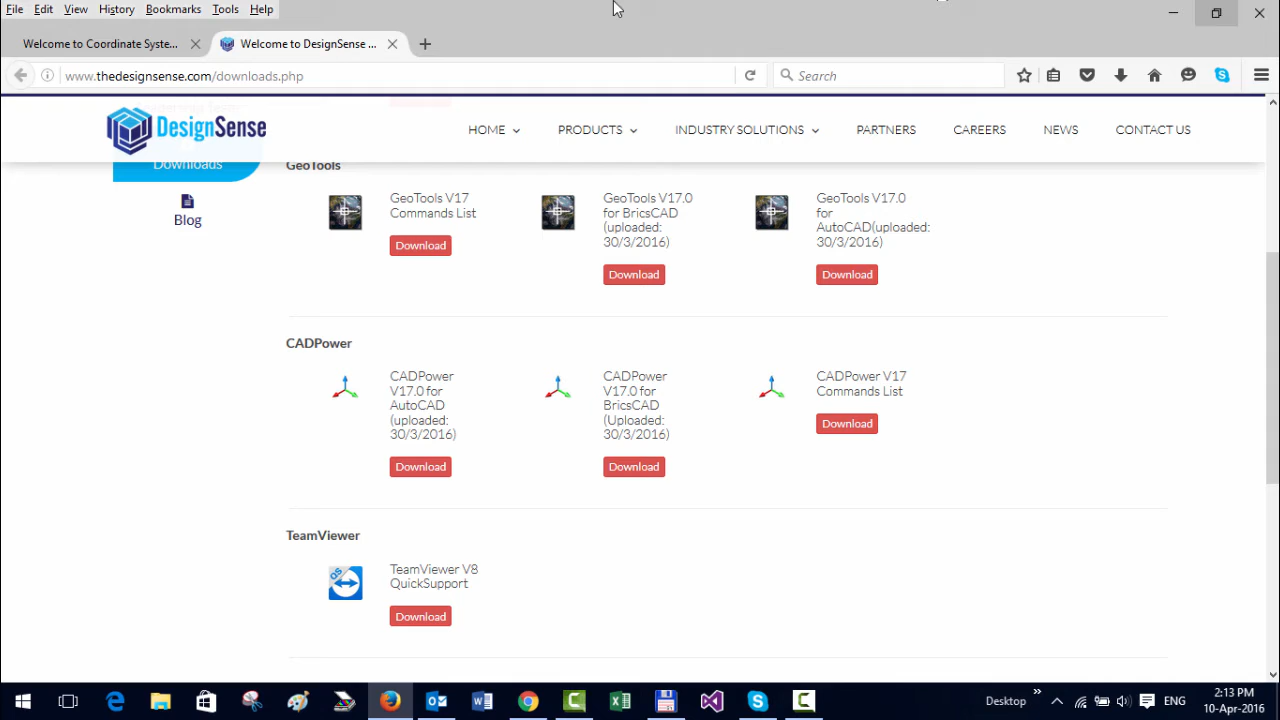 File Edit View History Bookmarks Tools Help
Welcome to Coordinate Syste...
Welcome to DesignSense ...
www.thedesignsense.com/downloads.php
Search
DesignSense
HOME
PRODUCTS
INDUSTRY SOLUTIONS
PARTNERS
CAREERS
NEWS
CONTACT US
Downloads
Blog
GeoTools
GeoTools V17
Commands List
Download
GeoTools V17.0
for BricsCAD
(uploaded:
30/3/2016)
Download
GeoTools V17.0
for
AutoCAD(uploaded:
30/3/2016)
Download
CADPower
CADPower
V17.0 for
AutoCAD
(uploaded:
30/3/2016)
Download
CADPower
V17.0 for
BricsCAD
(Uploaded:
30/3/2016)
Download
CADPower V17
Commands List
Download
TeamViewer
QS
TeamViewer V8
QuickSupport
Download
Desktop
ENG
2:13 PM
10-Apr-2016